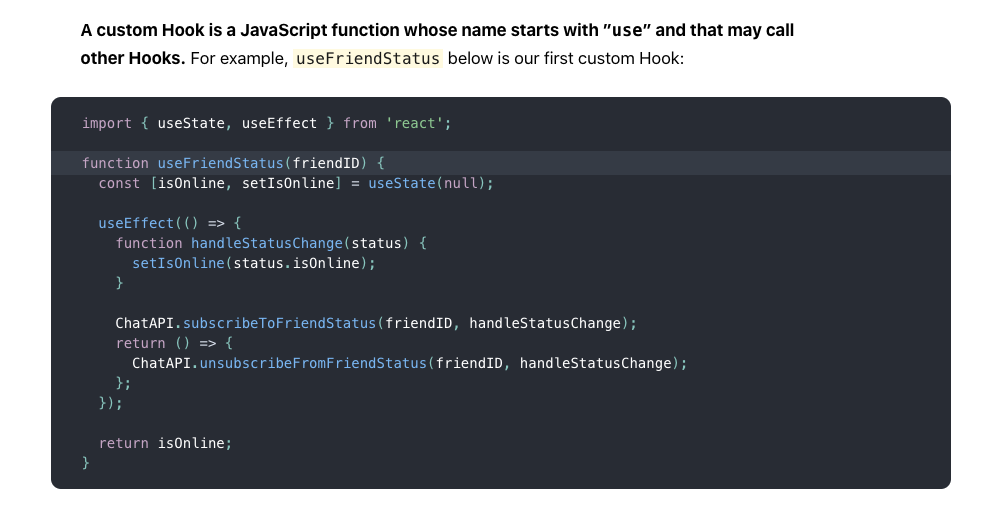 A custom Hook is a JavaScript function whose name starts with ”use” and that may call
other Hooks. For example, useFriendStatus below is our first custom Hook:
import { useState, useEffect } from 'react';
function useFriendStatus(friendID) {
  const [isOnline, setIsOnline] = useState(null);
  useEffect(() => {
    function handleStatusChange(status) {
      setIsOnline(status.isOnline);
    }
    ChatAPI.subscribeToFriendStatus(friendID, handleStatusChange);
    return () => {
      ChatAPI.unsubscribeFromFriendStatus(friendID, handleStatusChange);
    };
  });
  return isOnline;
}